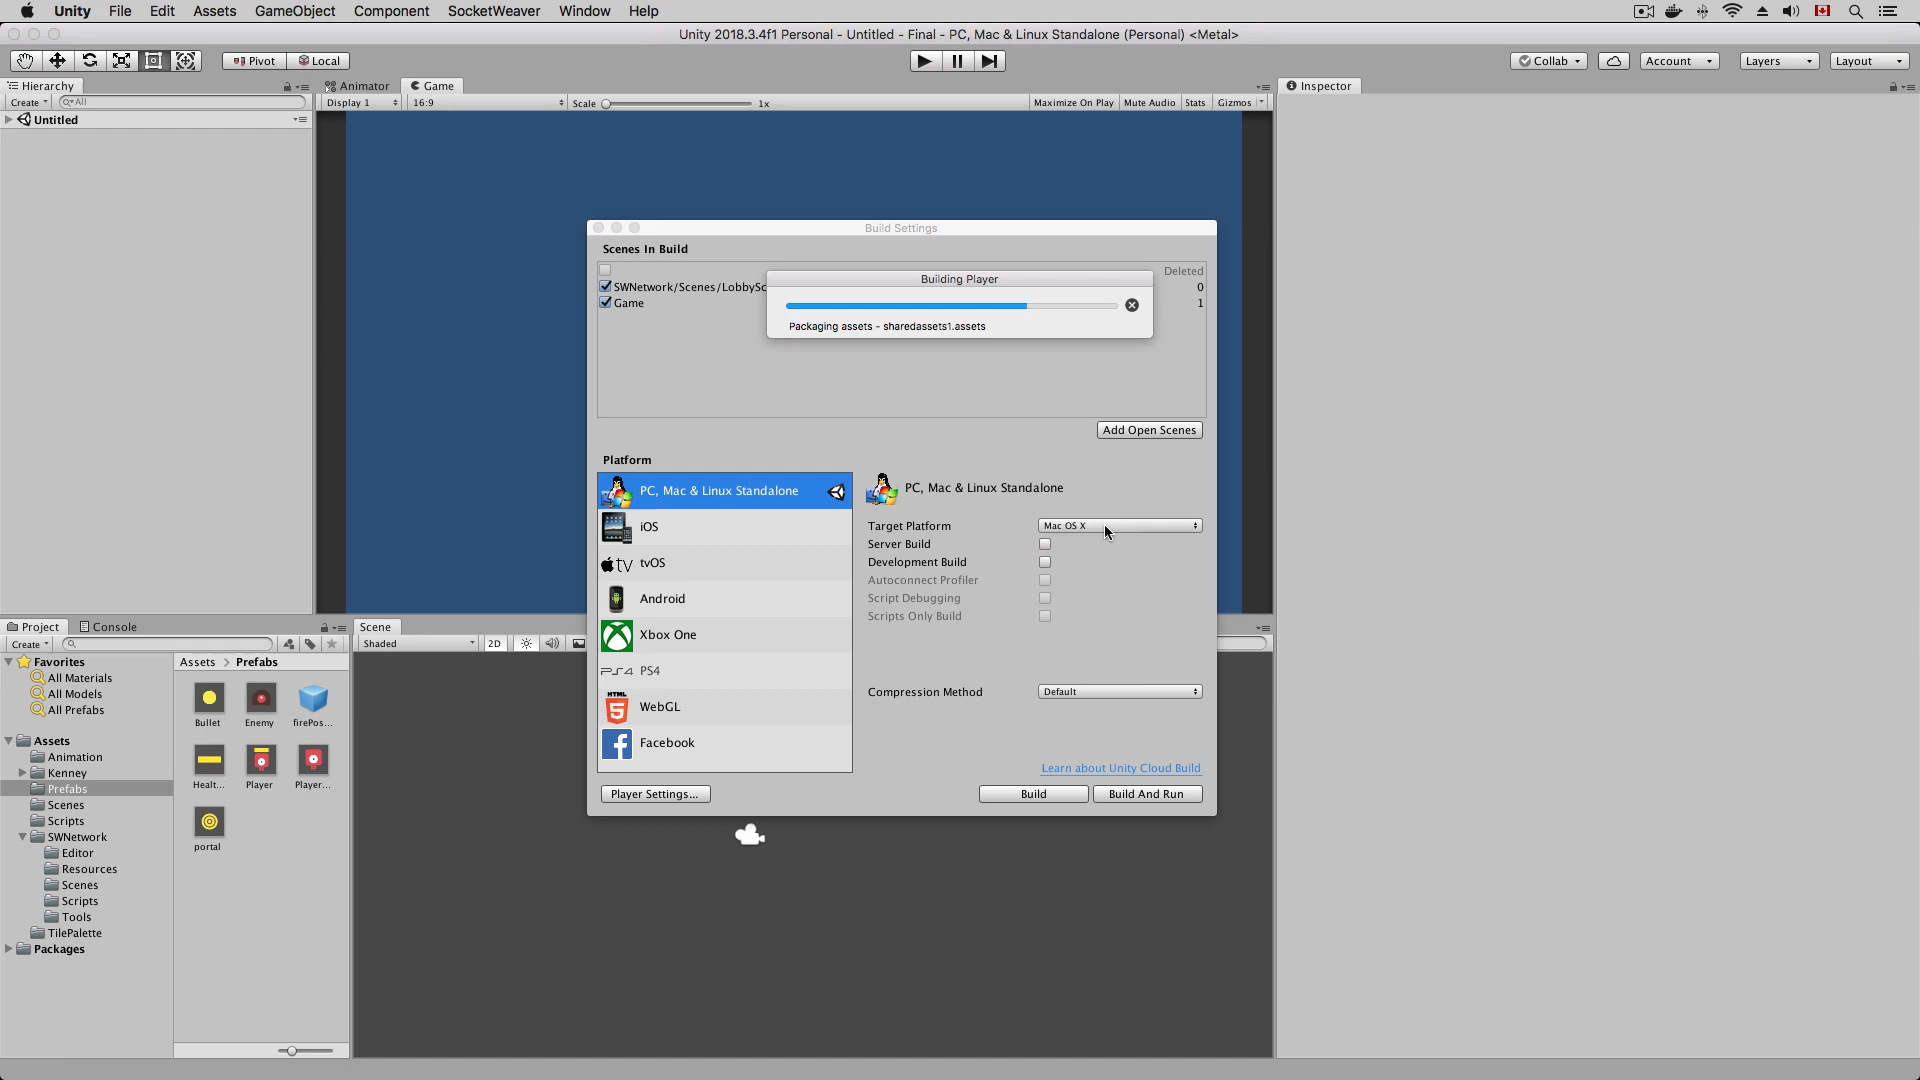 Unity File Edit Assets GameObject Component SocketWeaver Window Help
Unity 2018.3.4f1 Personal - Untitled - Final - PC, Mac & Linux Standalone (Personal) <Metal>
Pivot Local Collab Account Layers Layout
Hierarchy Animator Game Inspector
Create All Display 1 16:9 Scale 1x Maximize On Play Mute Audio Stats Gizmos
Untitled
Build Settings
Scenes In Build
Deleted
SWNetwork/Scenes/LobbySc 0
Game 1
Building Player
Packaging assets - sharedassets1.assets
Add Open Scenes
Platform
PC, Mac & Linux Standalone
iOS
tv tvOS
Android
Xbox One
PS4 PS4
HTML 5 WebGL
Facebook
PC, Mac & Linux Standalone
Target Platform Mac OS X
Server Build
Development Build
Autoconnect Profiler
Script Debugging
Scripts Only Build
Compression Method Default
Learn about Unity Cloud Build
Player Settings... Build Build And Run
Project Console Scene
Create Shaded 2D
Favorites
All Materials
All Models
All Prefabs
Assets
Animation
Kenney
Prefabs
Scenes
Scripts
SWNetwork
Editor
Resources
Scenes
Scripts
Tools
TilePalette
Packages
Assets > Prefabs
Bullet Enemy firePos...
Healt... Player Player...
portal